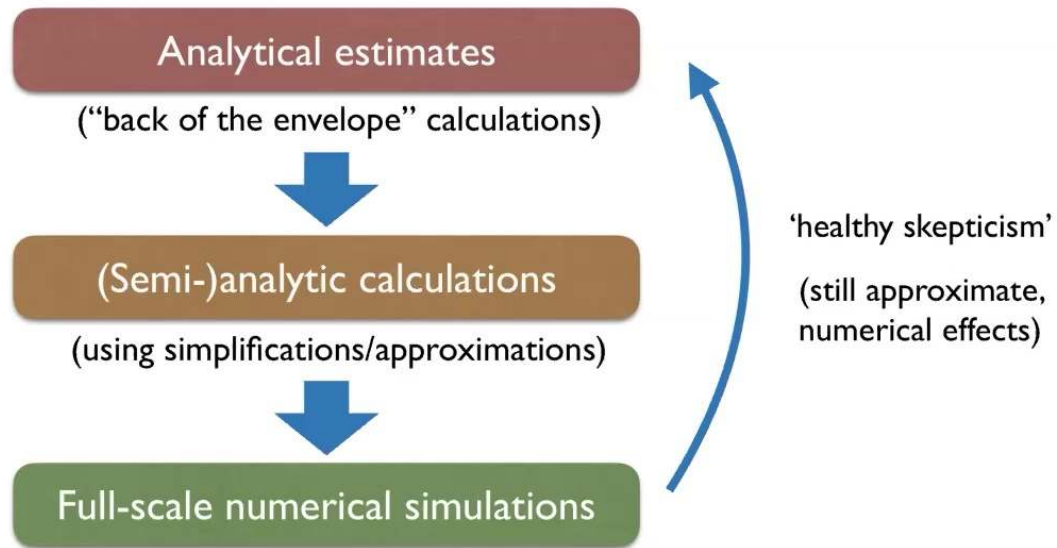 Analytical estimates
(“back of the envelope” calculations)
(Semi-)analytic calculations
(using simplifications/approximations)
Full-scale numerical simulations
‘healthy skepticism’
(still approximate,
numerical effects)